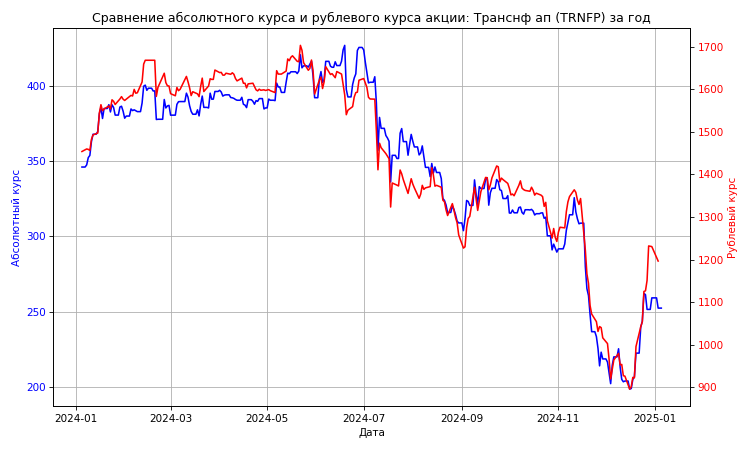 Сравнение абсолютного курса и рублевого курса акции: Транснф ап (TRNFP) за год
400
350
300
250
200
Абсолютный курс
1700
1600
1500
1400
1300
1200
1100
1000
900
Рублевый курс
2024-01 2024-03 2024-05 2024-07 2024-09 2024-11 2025-01
Дата